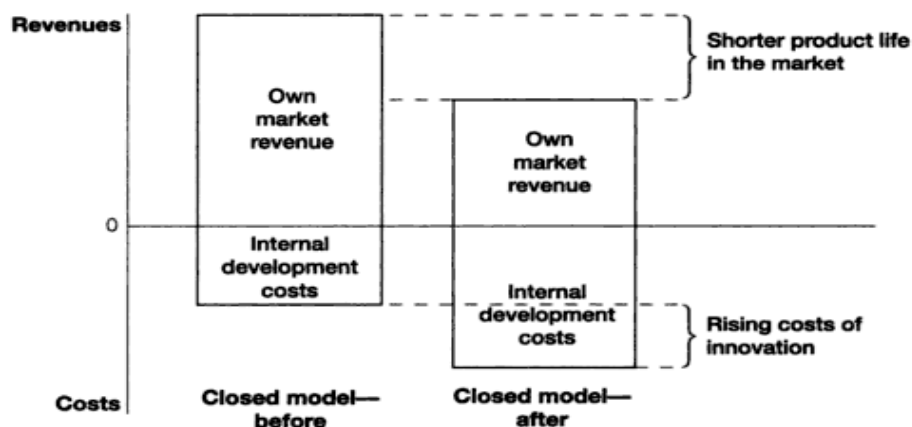 Revenues
Shorter product life
in the market
Own
market
revenue
Own
market
revenue
0
Internal
development
costs
Internal
development
costs
Rising costs of
innovation
Costs
Closed model—
before
Closed model—
after